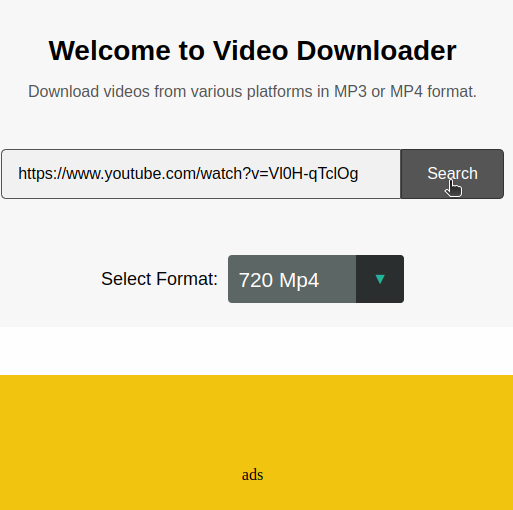 Welcome to Video Downloader
Download videos from various platforms in MP3 or MP4 format.
https://www.youtube.com/watch?v=Vl0H-qTclOg Search
Select Format: 720 Mp4 ▼
ads